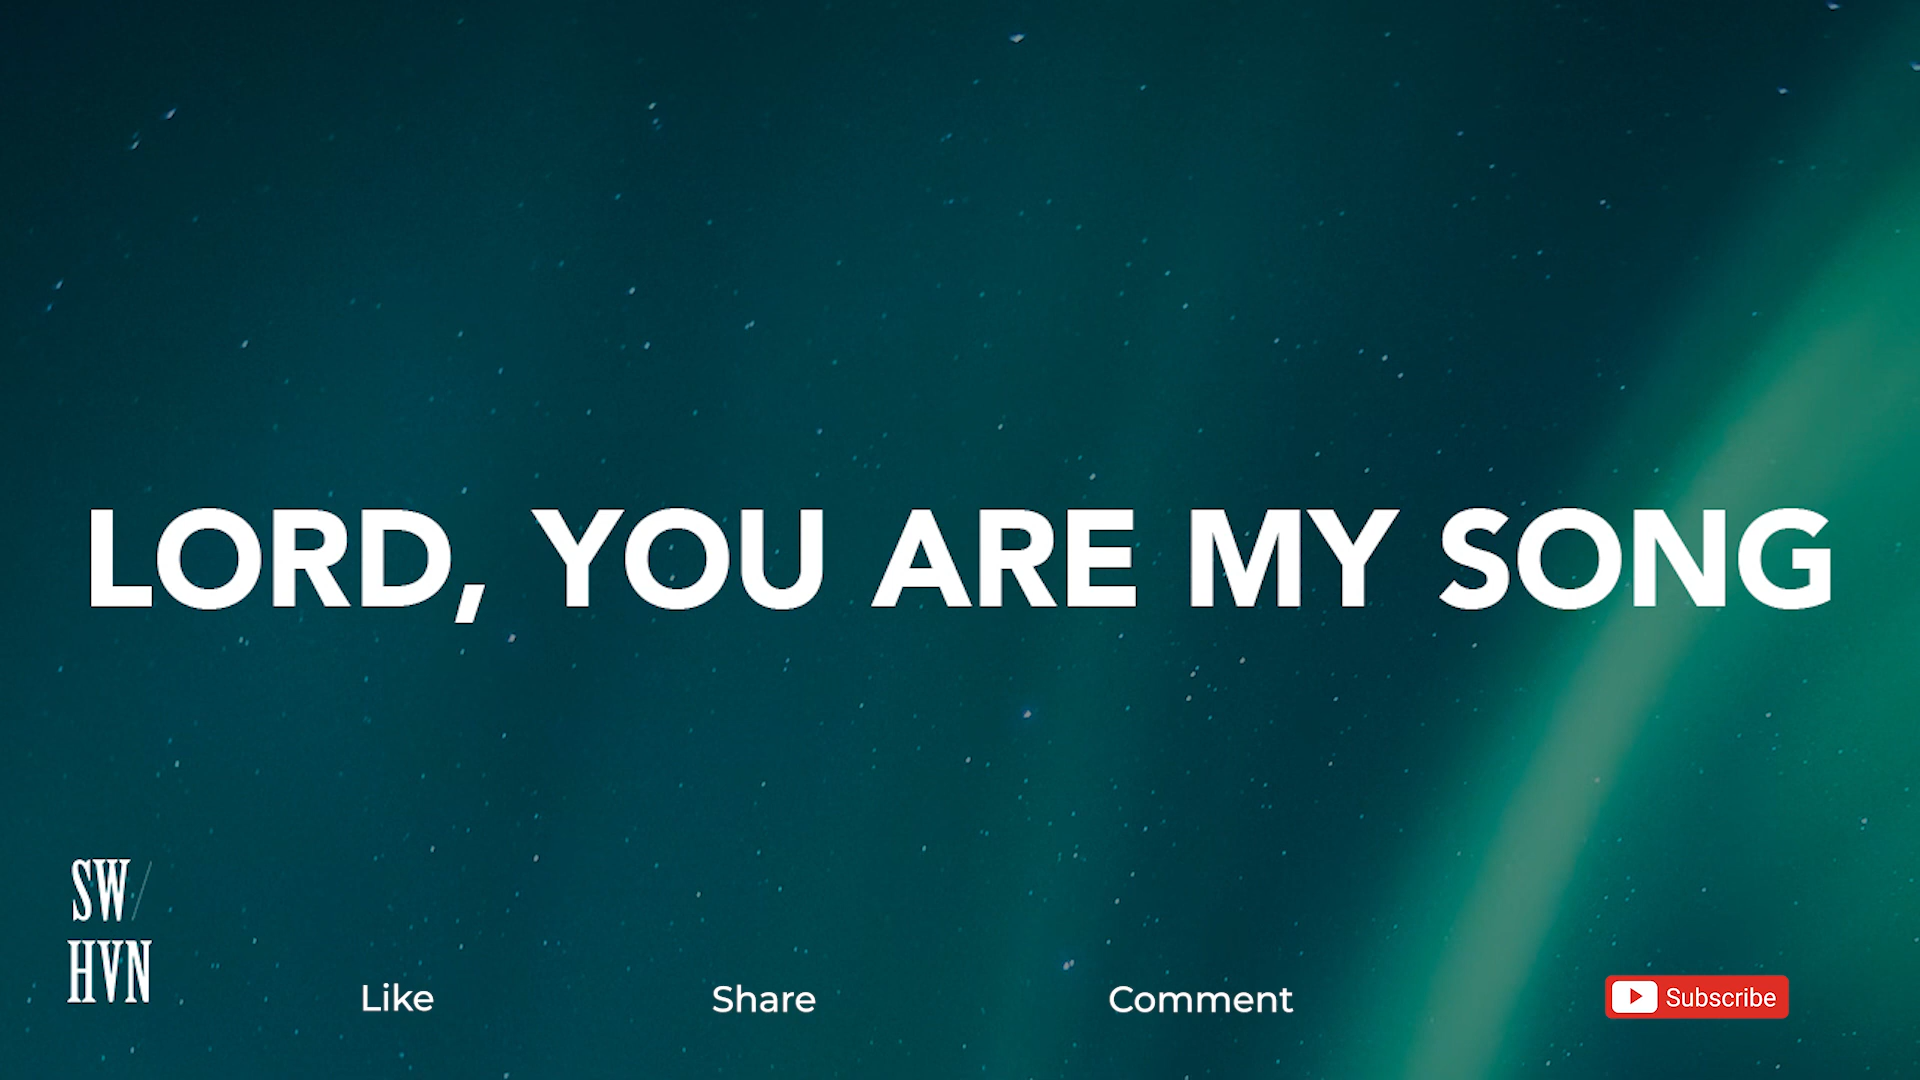 LORD, YOU ARE MY SONG
SW/
HVN
Like
Share
Comment
Subscribe